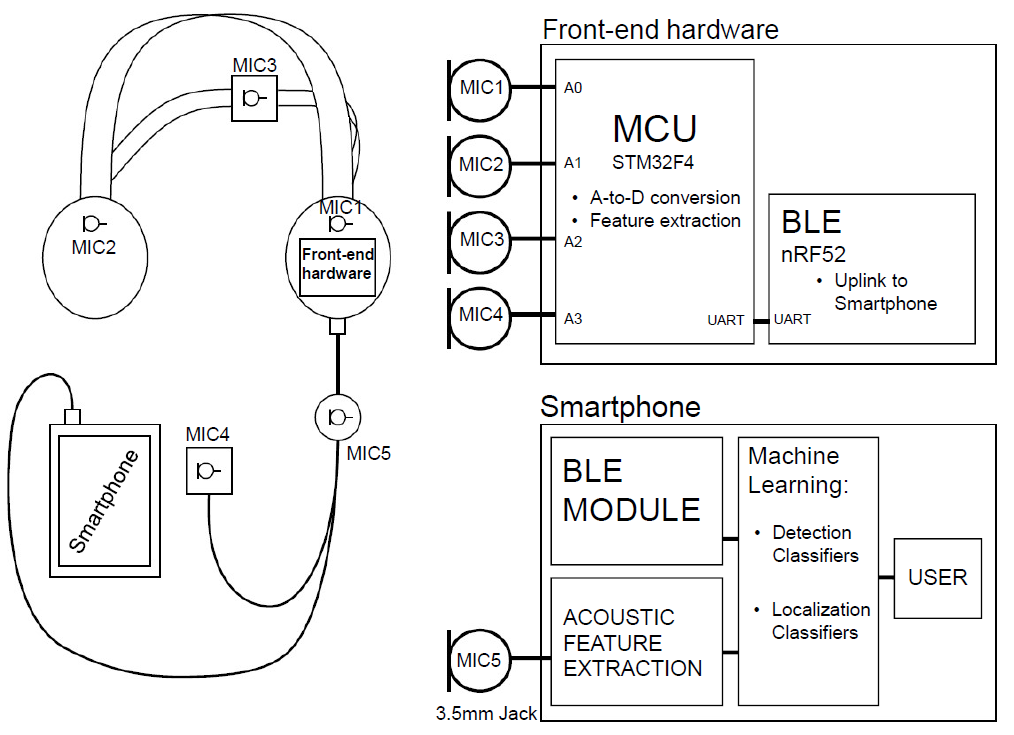 MIC3
MIC1
MIC2
Front-end
hardware
MIC4
MIC5
Smartphone
Front-end hardware
MIC1
A0
MCU
STM32F4
MIC2
A1
• A-to-D conversion
• Feature extraction
MIC3
A2
BLE
nRF52
• Uplink to
Smartphone
MIC4
A3
UART
UART
Smartphone
BLE
MODULE
Machine
Learning:
• Detection
Classifiers
• Localization
Classifiers
USER
ACOUSTIC
FEATURE
EXTRACTION
MIC5
3.5mm Jack